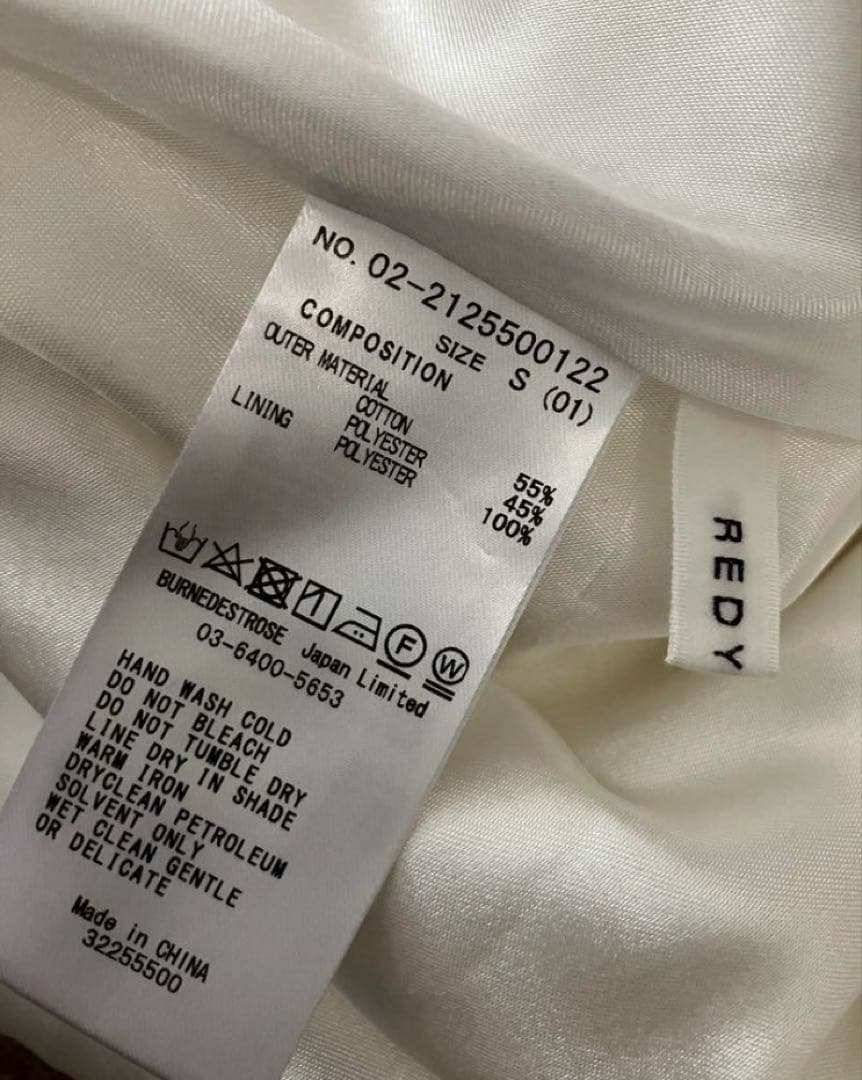 NO. 02-2125500122
SIZE S (01)
COMPOSITION
OUTER MATERIAL
COTTON 55%
POLYESTER 45%
LINING POLYESTER 100%
F W
BURNEDESTROSE Japan Limited
03-6400-5653
HAND WASH COLD
DO NOT BLEACH
DO NOT TUMBLE DRY
LINE DRY IN SHADE
WARM IRON
DRYCLEAN PETROLEUM
SOLVENT ONLY
WET CLEAN GENTLE
OR DELICATE
Made in CHINA
32255500
REDY